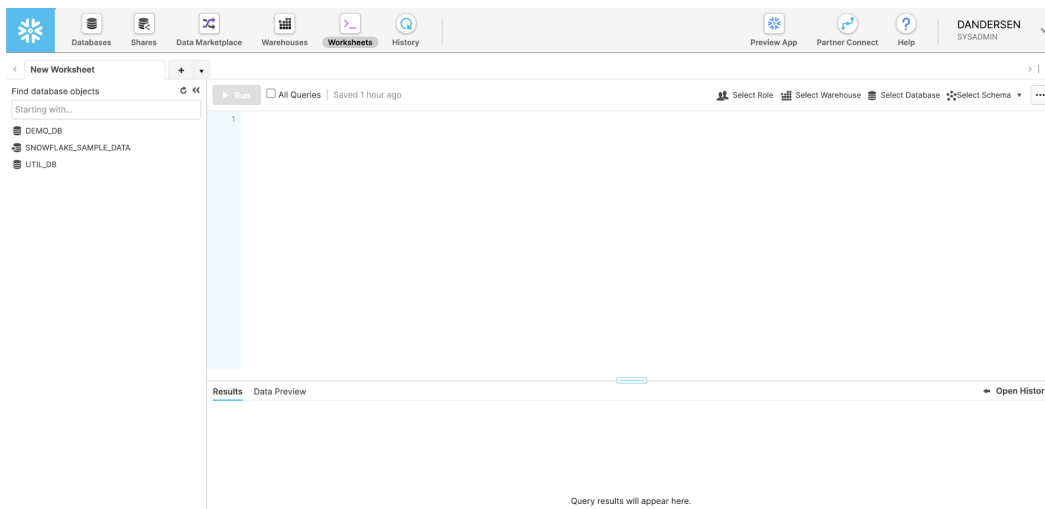 Databases Shares Data Marketplace Warehouses Worksheets History Preview App Partner Connect Help DANDERSEN
SYSADMIN
New Worksheet
Find database objects
Starting with...
DEMO_DB
SNOWFLAKE_SAMPLE_DATA
UTIL_DB
Run All Queries Saved 1 hour ago Select Role Select Warehouse Select Database Select Schema
1
Results Data Preview Open Histor
Query results will appear here.